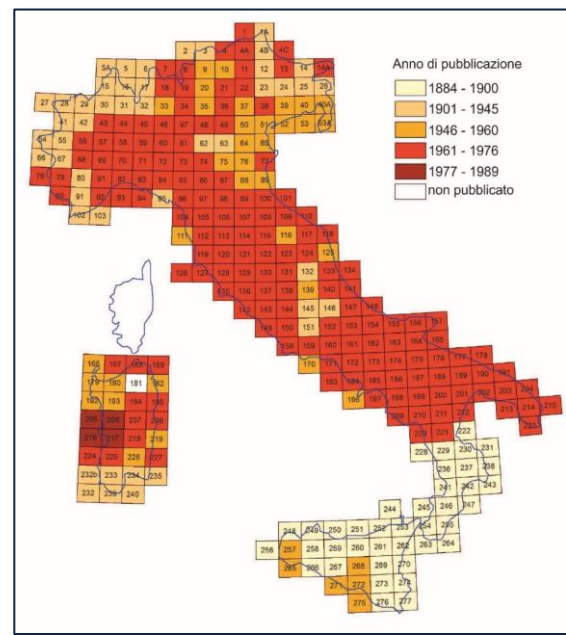 Anno di pubblicazione
1884 - 1900
1901 - 1945
1946 - 1960
1961 - 1976
1977 - 1989
non pubblicato
1
2 3 4A 4B 4C
5A 5 6 7 8 9 10 11 12 13 14 14A
15 16 17 18 19 20 21 22 23 24 25 26
27 28 29 30 31 32 33 34 35 36 37 38 39 40 40A
41 42 43 44 45 46 47 48 49 50 51 52 53 53A
54 55 56 57 58 59 60 61 62 63 64 65
66 67 68 69 70 71 72 73 74 75 76 77
78 79 80 81 82 83 84 85 86 87 88 89
90 91 92 93 94 95 96 97 98 99 100 101
102 103 104 105 106 107 108 109 110
111 112 113 114 115 116 117 118
119 120 121 122 123 124 125
126 127 128 129 130 131 132 133 134
135 136 137 138 139 140 141
142 143 144 145 146 147 148
149 150 151 152 153 154 155 156 157
158 159 160 161 162 163 164 165
166 167 168 169 170 171 172 173 174 175 176 177 178
179 180 181 182 183 184 185 186 187 188 189 190 191
192 193 194 195 196 197 198 199 200 201 202 203 204
205 206 207 208 209 210 211 212 213 214 215
216 217 218 219 220 221 222 223
224 225 226 227 228 229 230 231
232b 233 234 235 236 237 238
232 239 240 241 242 243
244 245 246 247
248 249 250 251 252 253 254 255
256 257 258 259 260 261 262 263 264
265 266 267 268 269 270
271 272 273 274
275 276 277